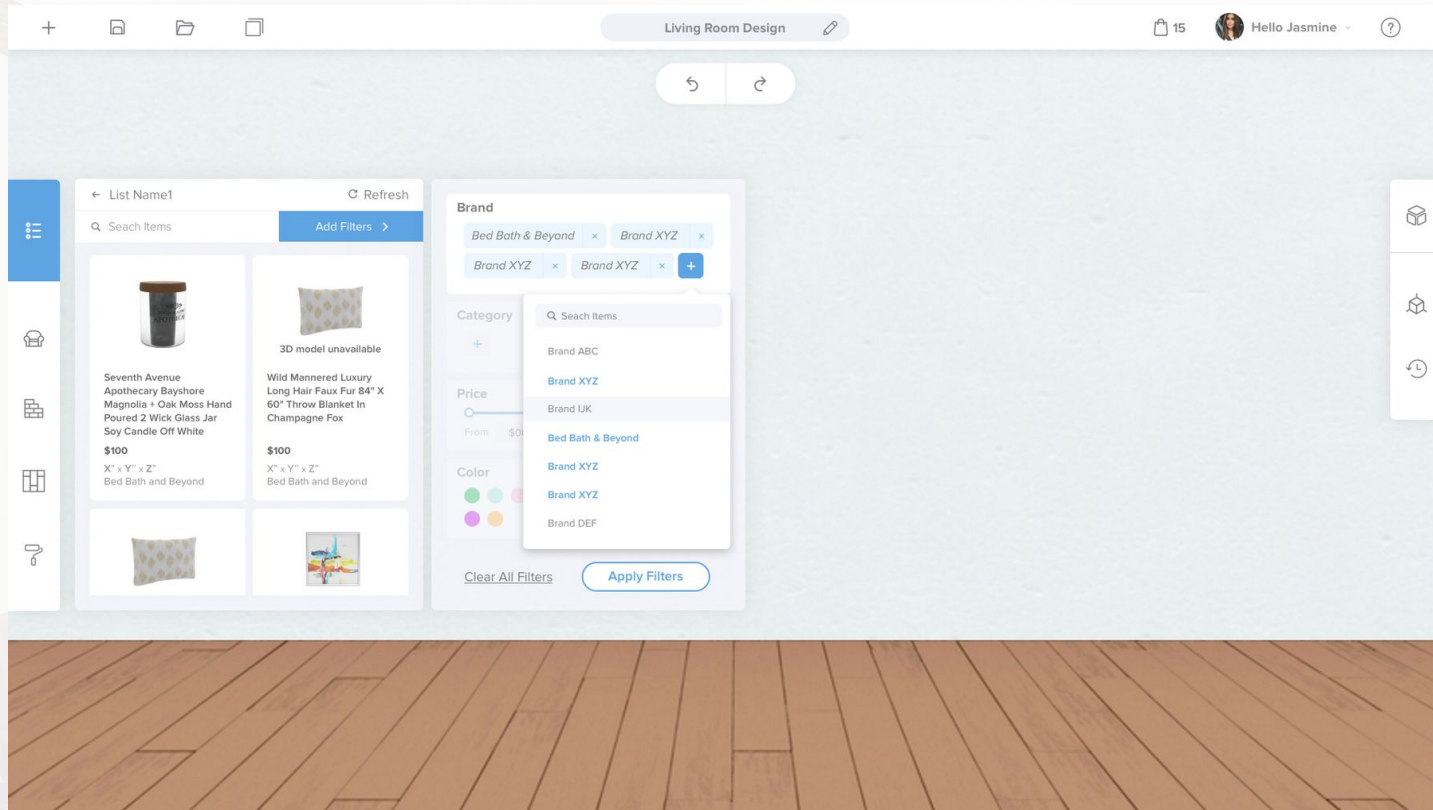 Living Room Design
15
Hello Jasmine
?
List Name1
Refresh
Seach Items
Add Filters
3D model unavailable
Seventh Avenue
Apothecary Bayshore
Magnolia + Oak Moss Hand
Poured 2 Wick Glass Jar
Soy Candle Off White
$100
X" x Y" x Z"
Bed Bath and Beyond
Wild Mannered Luxury
Long Hair Faux Fur 84" X
60" Throw Blanket In
Champagne Fox
$100
X" x Y" x Z"
Bed Bath and Beyond
Brand
Bed Bath & Beyond × Brand XYZ ×
Brand XYZ × Brand XYZ × +
Category
+
Price
From
Color
Seach Items
Brand ABC
Brand XYZ
Brand IJK
Bed Bath & Beyond
Brand XYZ
Brand XYZ
Brand DEF
Clear All Filters
Apply Filters